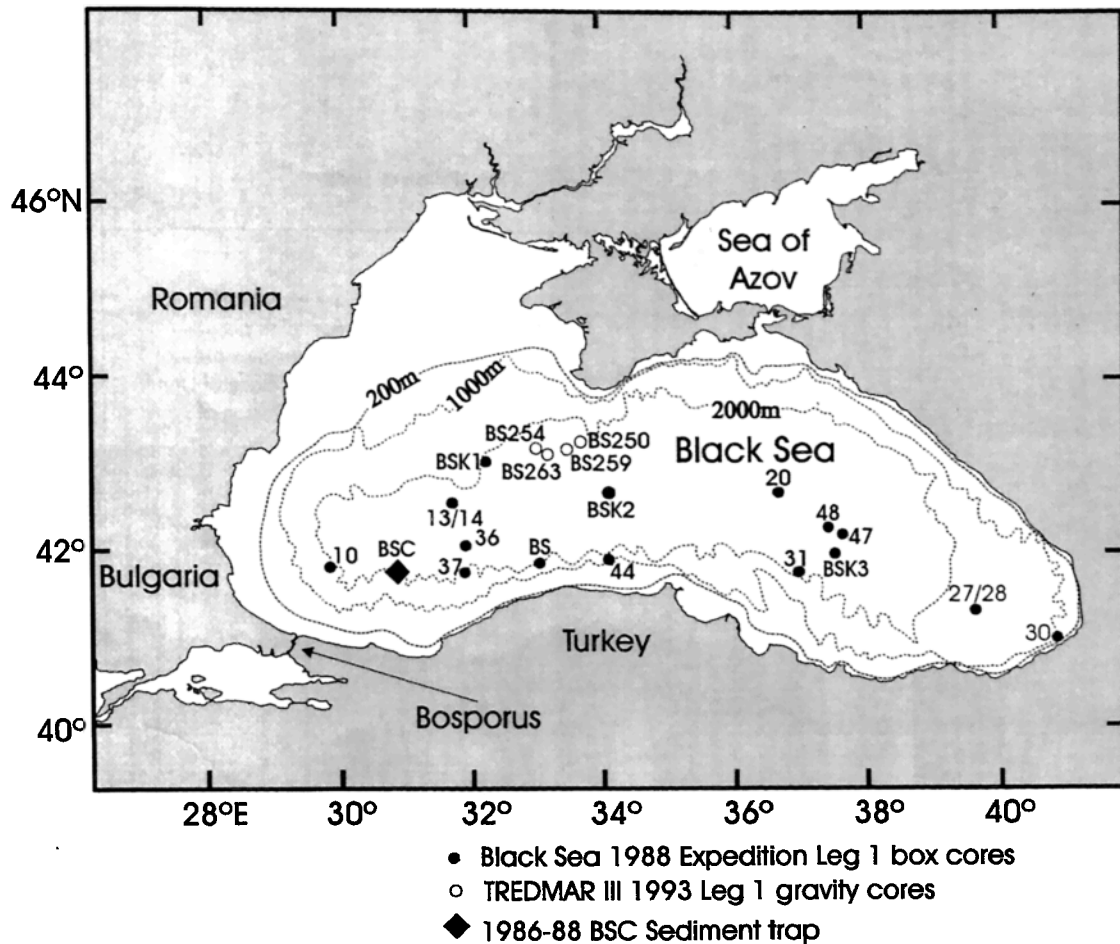 46°N
44°
42°
40°
28°E
30°
32°
34°
36°
38°
40°
Romania
Sea of
Azov
200m
1000m
2000m
Black Sea
BS254
BS250
BS263
BS259
BSK1
13/14
BSK2
20
48
47
36
10
BSC
37
BS
44
31
BSK3
27/28
30
Bulgaria
Turkey
Bosporus
Black Sea 1988 Expedition Leg 1 box cores
TREDMAR III 1993 Leg 1 gravity cores
1986-88 BSC Sediment trap